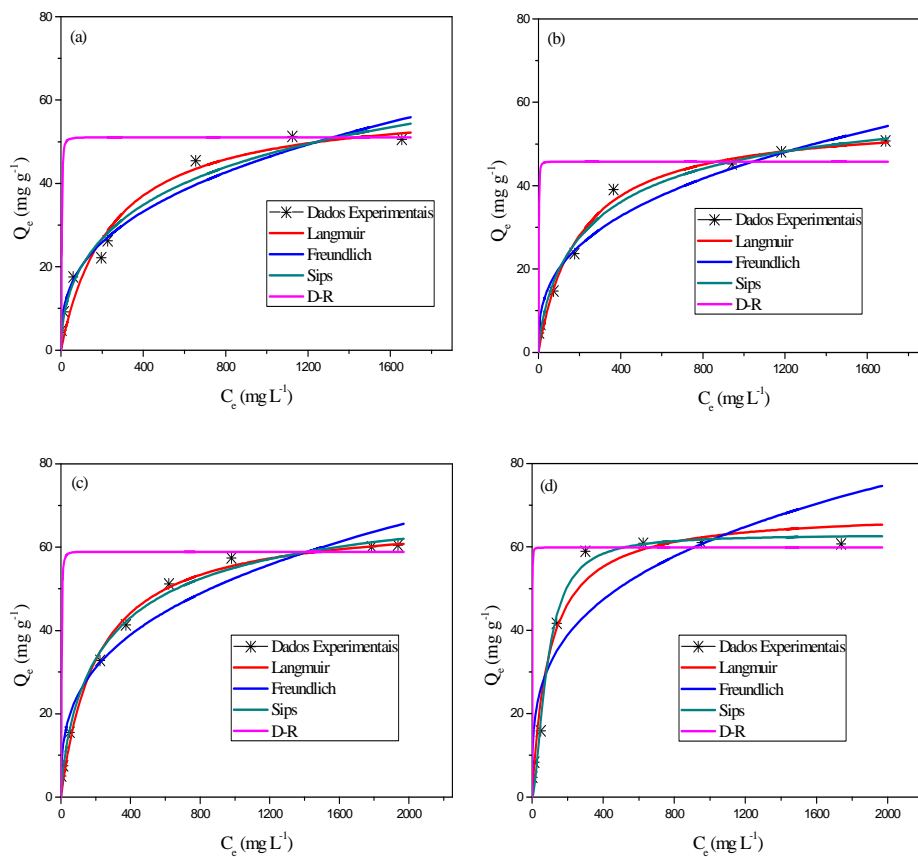 (a)
80
60
40
20
0
Q_e (mg g^-1)
Dados Experimentais
Langmuir
Freundlich
Sips
D-R
0 400 800 1200 1600
C_e (mg L^-1)
(b)
80
60
40
20
0
Q_e (mg g^-1)
Dados Experimentais
Langmuir
Freundlich
Sips
D-R
0 400 800 1200 1600
C_e (mg L^-1)
(c)
80
60
40
20
0
Q_e (mg g^-1)
Dados Experimentais
Langmuir
Freundlich
Sips
D-R
0 400 800 1200 1600 2000
C_e (mg L^-1)
(d)
80
60
40
20
0
Q_e (mg g^-1)
Dados Experimentais
Langmuir
Freundlich
Sips
D-R
0 400 800 1200 1600 2000
C_e (mg L^-1)